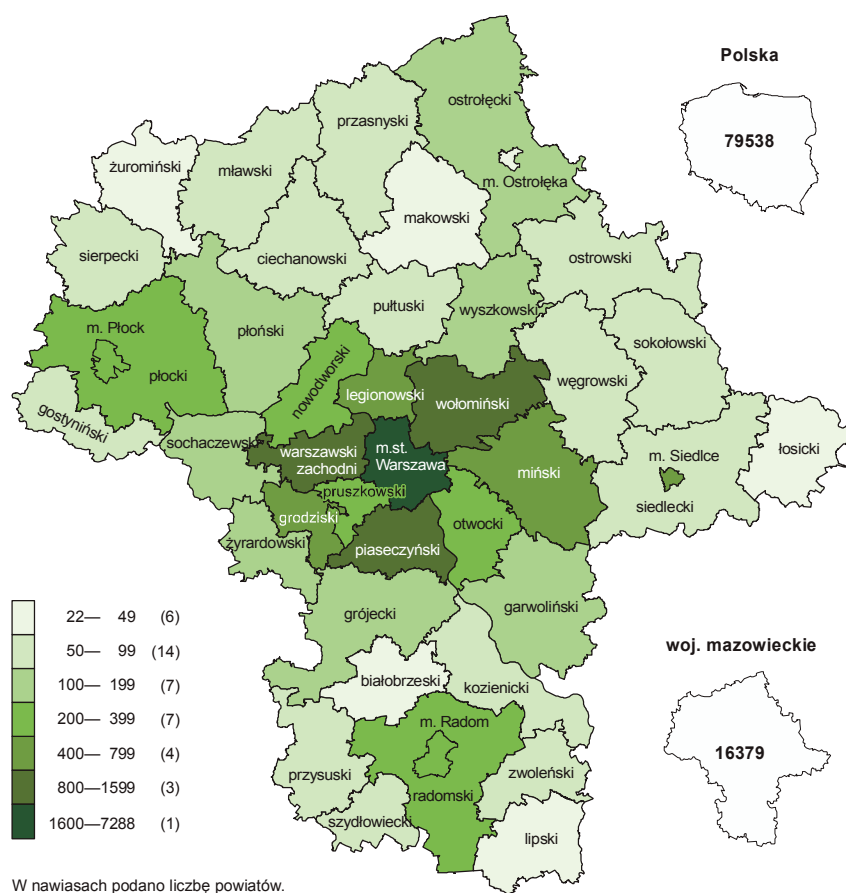 Polska
79538
ostrołęcki
przasnyski
żuromiński
mławski
m. Ostrołęka
makowski
sierpecki
ciechanowski
ostrowski
pułtuski
wyszkowski
m. Płock
płoński
sokołowski
płocki
nowodworski
węgrowski
legionowski
wołomiński
gostyniński
sochaczewski
warszawski
zachodni
m.st.
Warszawa
miński
m. Siedlce
łosicki
siedlecki
pruszkowski
grodziski
otwocki
żyrardowski
piaseczyński
grójecki
garwoliński
22— 49 (6)
50— 99 (14)
100— 199 (7)
200— 399 (7)
400— 799 (4)
800—1599 (3)
1600—7288 (1)
woj. mazowieckie
16379
białobrzeski
kozienicki
m. Radom
przysuski
radomski
zwoleński
szydłowiecki
lipski
W nawiasach podano liczbę powiatów.